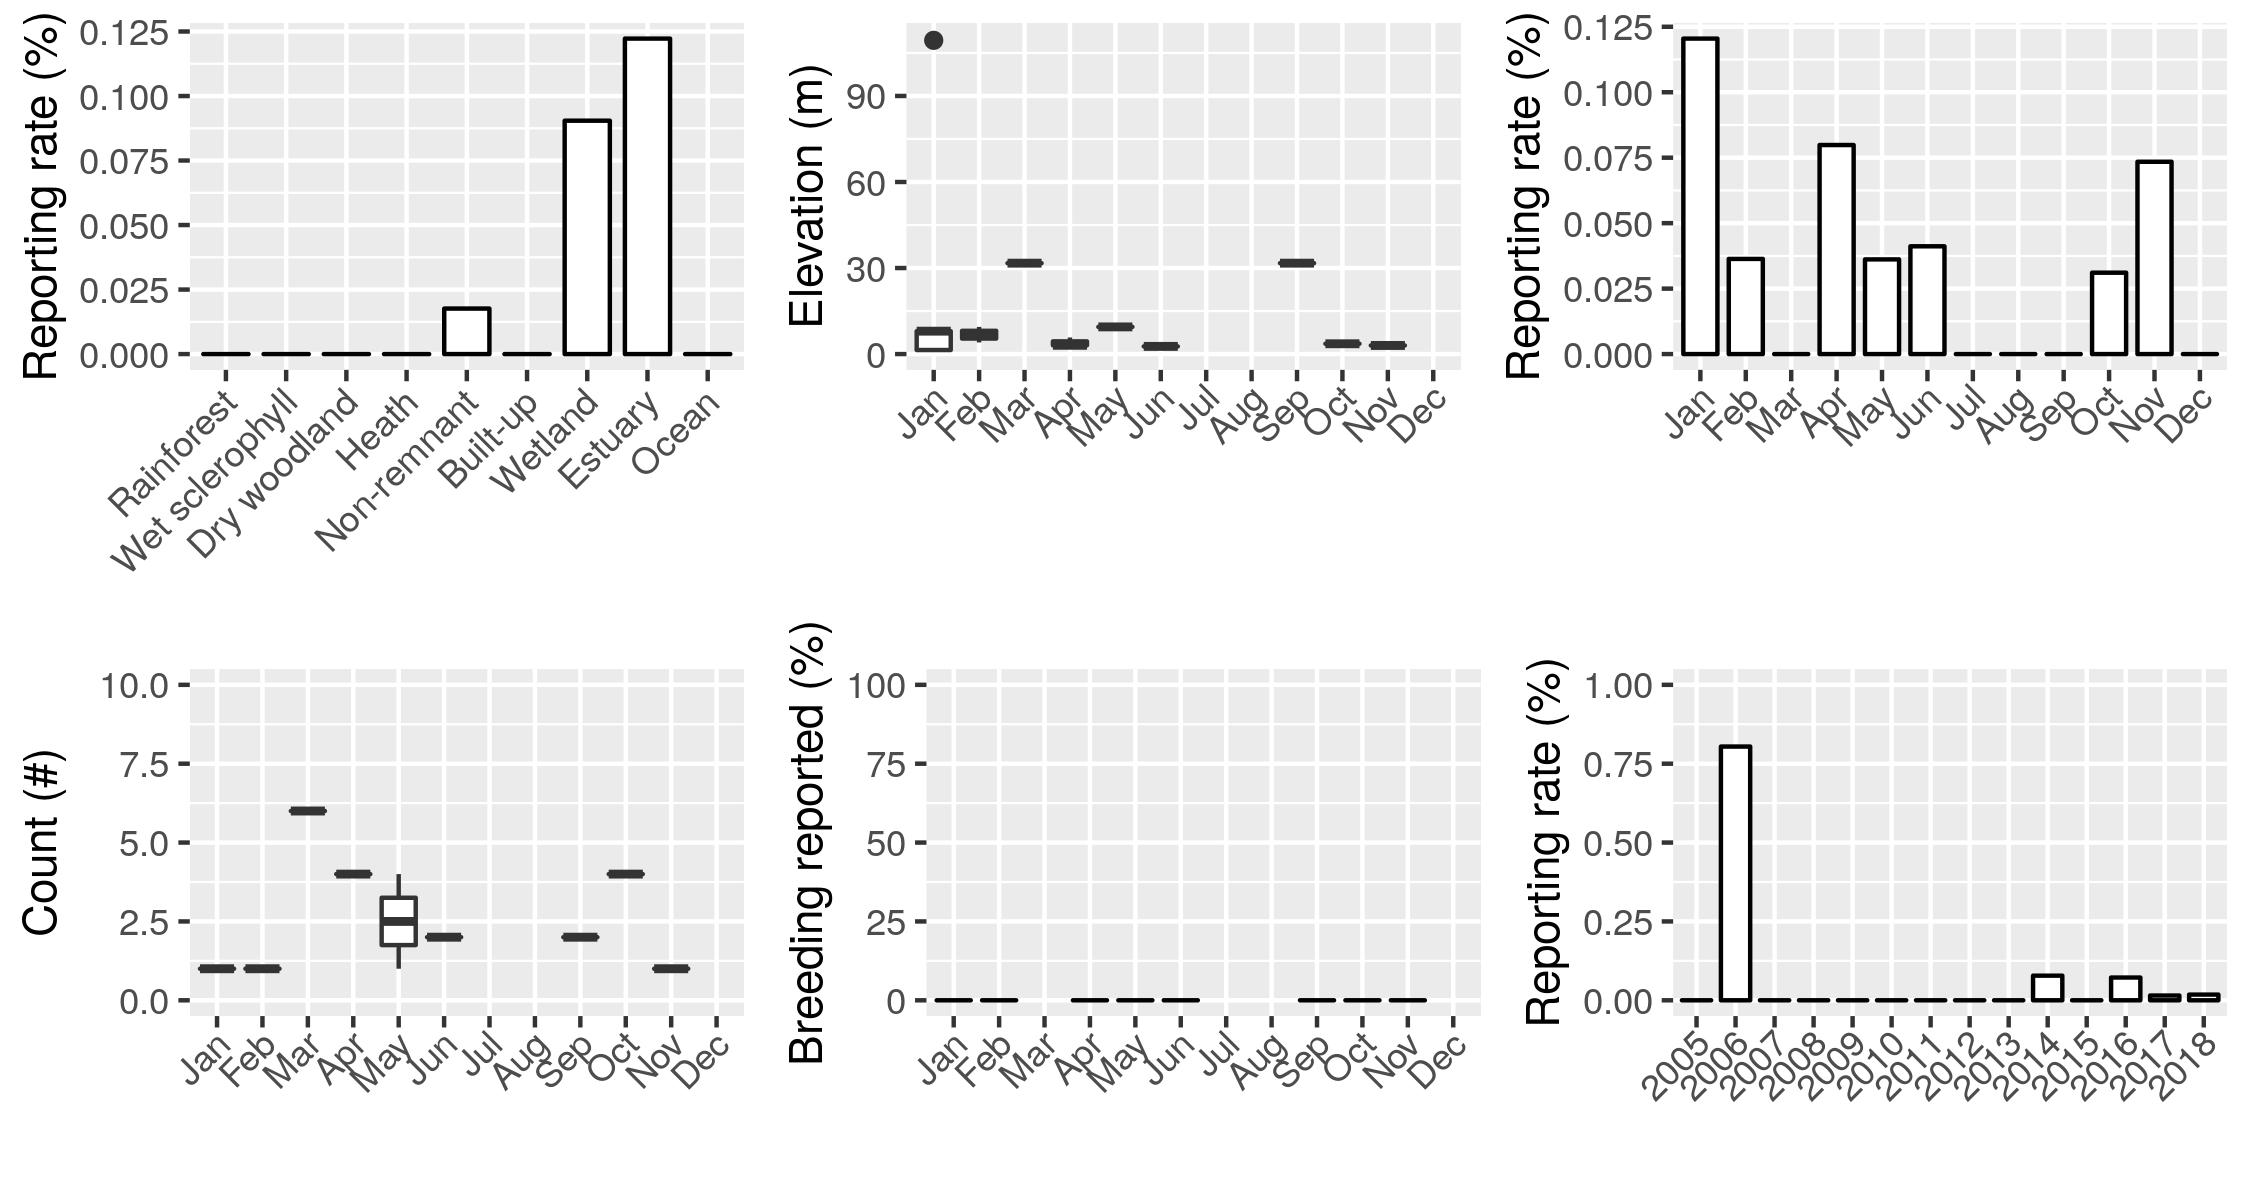 Reporting rate (%)
0.125
0.100
0.075
0.050
0.025
0.000
Rainforest
Wet sclerophyll
Dry woodland
Heath
Non-remnant
Built-up
Wetland
Estuary
Ocean
Elevation (m)
90
60
30
0
Jan
Feb
Mar
Apr
May
Jun
Jul
Aug
Sep
Oct
Nov
Dec
Reporting rate (%)
0.125
0.100
0.075
0.050
0.025
0.000
Jan
Feb
Mar
Apr
May
Jun
Jul
Aug
Sep
Oct
Nov
Dec
Count (#)
10.0
7.5
5.0
2.5
0.0
Jan
Feb
Mar
Apr
May
Jun
Jul
Aug
Sep
Oct
Nov
Dec
Breeding reported (%)
100
75
50
25
0
Jan
Feb
Mar
Apr
May
Jun
Jul
Aug
Sep
Oct
Nov
Dec
Reporting rate (%)
1.00
0.75
0.50
0.25
0.00
2005
2006
2007
2008
2009
2010
2011
2012
2013
2014
2015
2016
2017
2018